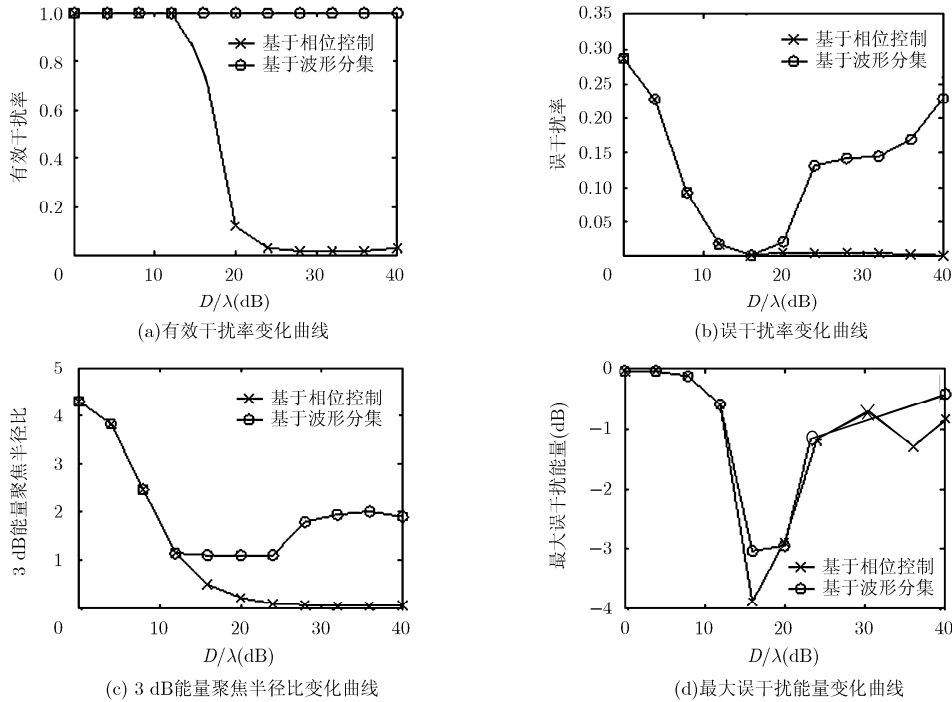 1.0
0.8
0.6
0.4
0.2
有效干扰率
基于相位控制
基于波形分集
0 10 20 30 40
D/λ(dB)
(a)有效干扰率变化曲线
0.35
0.30
0.25
0.20
0.15
0.10
0.05
误干扰率
基于相位控制
基于波形分集
0 10 20 30 40
D/λ(dB)
(b)误干扰率变化曲线
5
4
3
2
1
3 dB能量聚焦半径比
基于相位控制
基于波形分集
0 10 20 30 40
D/λ(dB)
(c) 3 dB能量聚焦半径比变化曲线
0
−1
−2
−3
−4
最大误干扰能量(dB)
基于相位控制
基于波形分集
0 10 20 30 40
D/λ(dB)
(d)最大误干扰能量变化曲线